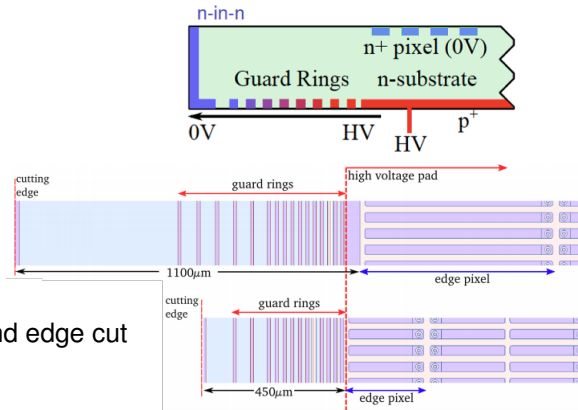 n-in-n
n+ pixel (0V)
Guard Rings n-substrate
0V HV p+
HV
cutting
edge
guard rings
high voltage pad
1100μm
edge pixel
cutting
edge
guard rings
nd edge cut
450μm
edge pixel